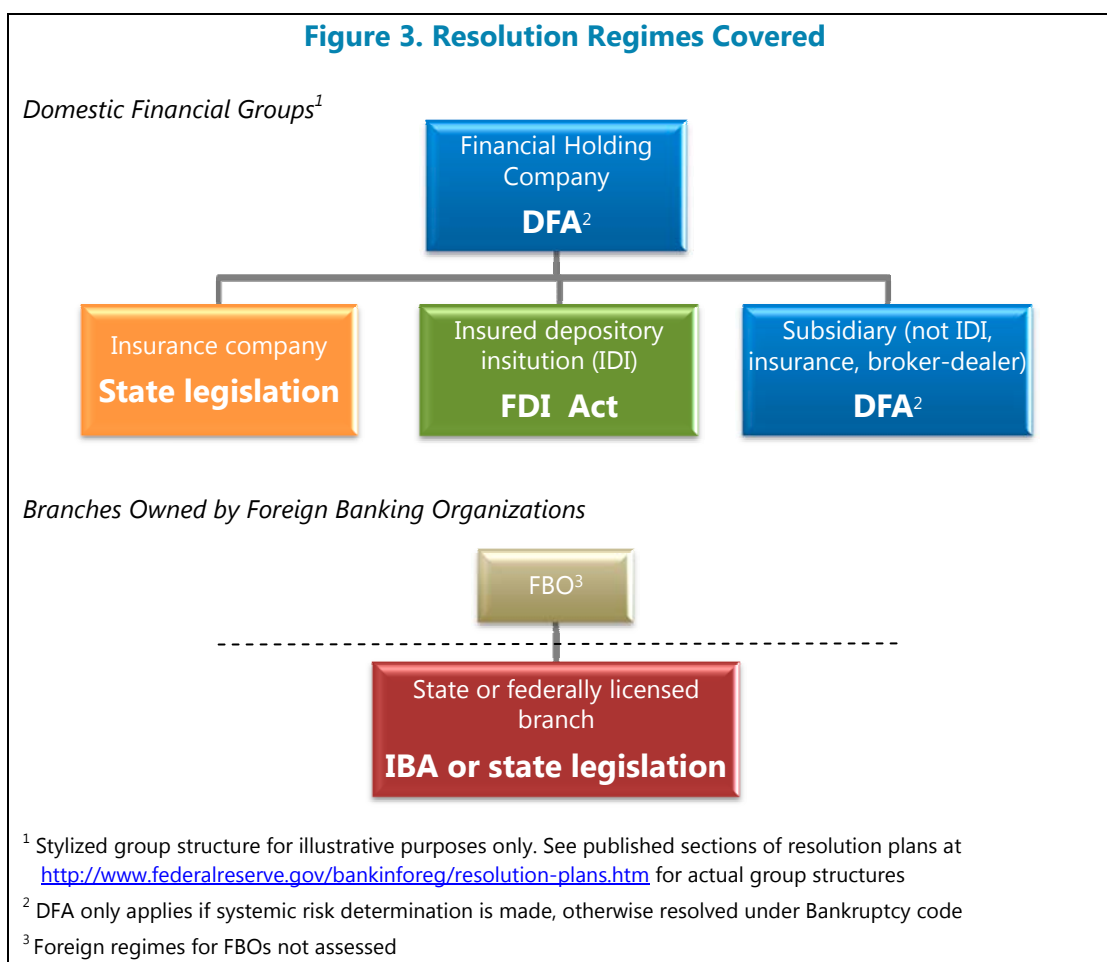 Figure 3. Resolution Regimes Covered
Domestic Financial Groups1
Financial Holding
Company
DFA2
Insurance company
State legislation
Insured depository
insitution (IDI)
FDI Act
Subsidiary (not IDI,
insurance, broker-dealer)
DFA2
Branches Owned by Foreign Banking Organizations
FBO3
State or federally licensed
branch
IBA or state legislation
1 Stylized group structure for illustrative purposes only. See published sections of resolution plans at
http://www.federalreserve.gov/bankinforeg/resolution-plans.htm for actual group structures
2 DFA only applies if systemic risk determination is made, otherwise resolved under Bankruptcy code
3 Foreign regimes for FBOs not assessed